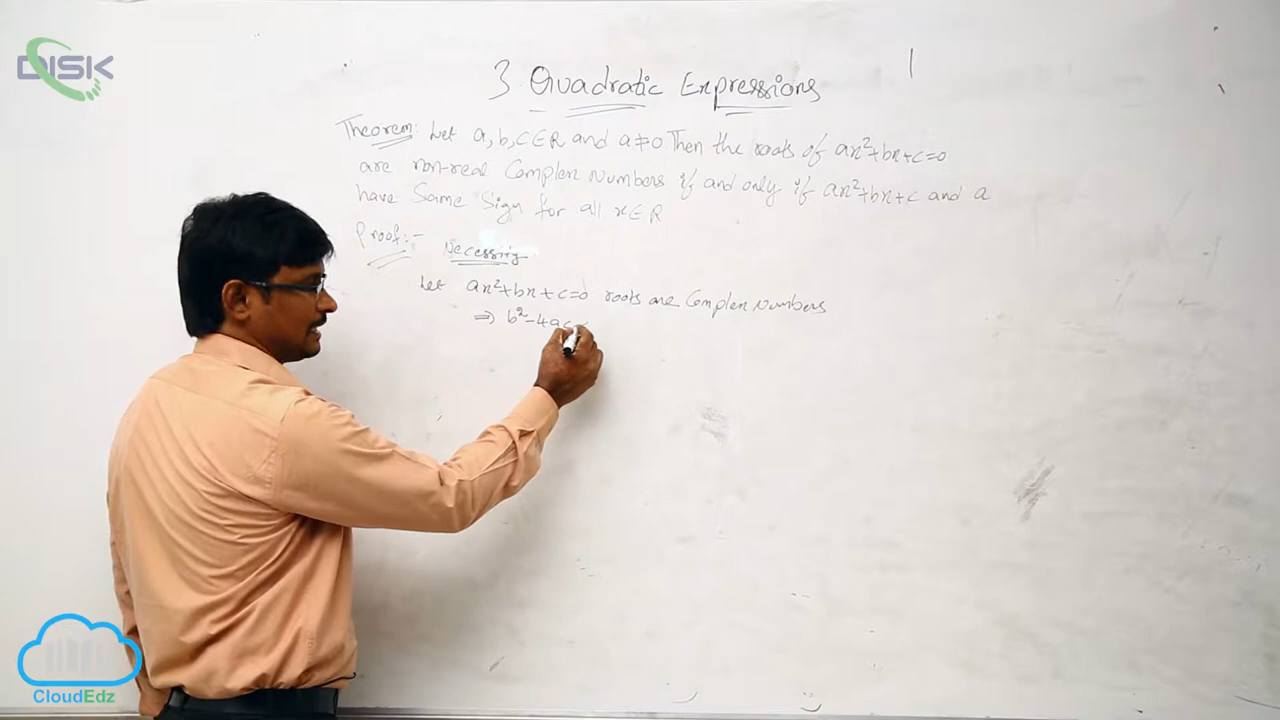 DISK
3. Quadratic Expressions
Theorem: Let a, b, c ∈ R and a ≠ 0 Then the roots of ax²+bx+c=0
are non-real Complex Numbers if and only if ax²+bx+c and a
have Same Sign for all x ∈ R
Proof:- Necessity
Let ax²+bx+c=0 roots are Complex Numbers
⇒ b²-4ac
CloudEdz